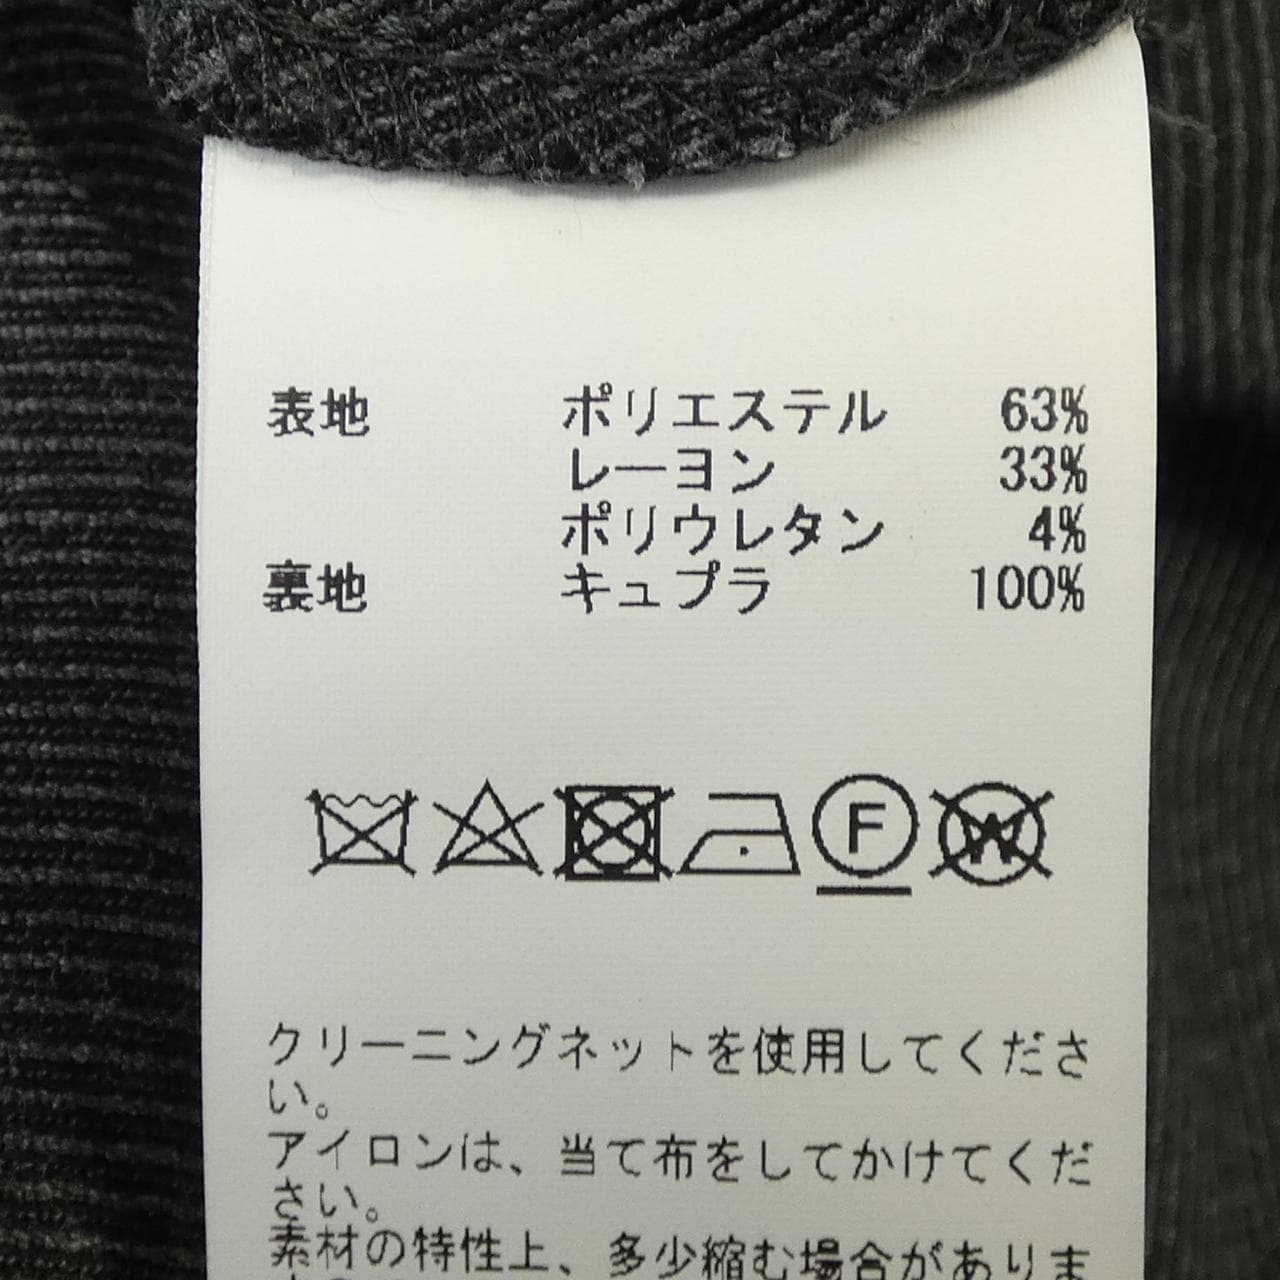 表地 ポリエステル 63%
レーヨン 33%
ポリウレタン 4%
裏地 キュプラ 100%
F
W
クリーニングネットを使用してくださ
い。
アイロンは、当て布をしてかけてくだ
さい。
素材の特性上、多少縮む場合がありま